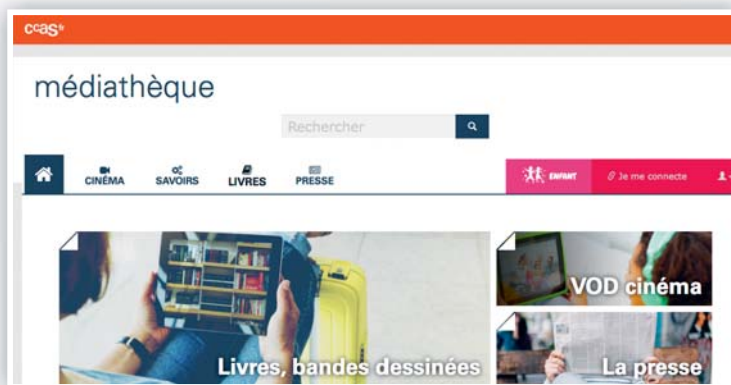 ccas
médiathèque
Rechercher
CINÉMA SAVOIRS LIVRES PRESSE ENFANT Je me connecte
VOD cinéma
Livres, bandes dessinées La presse